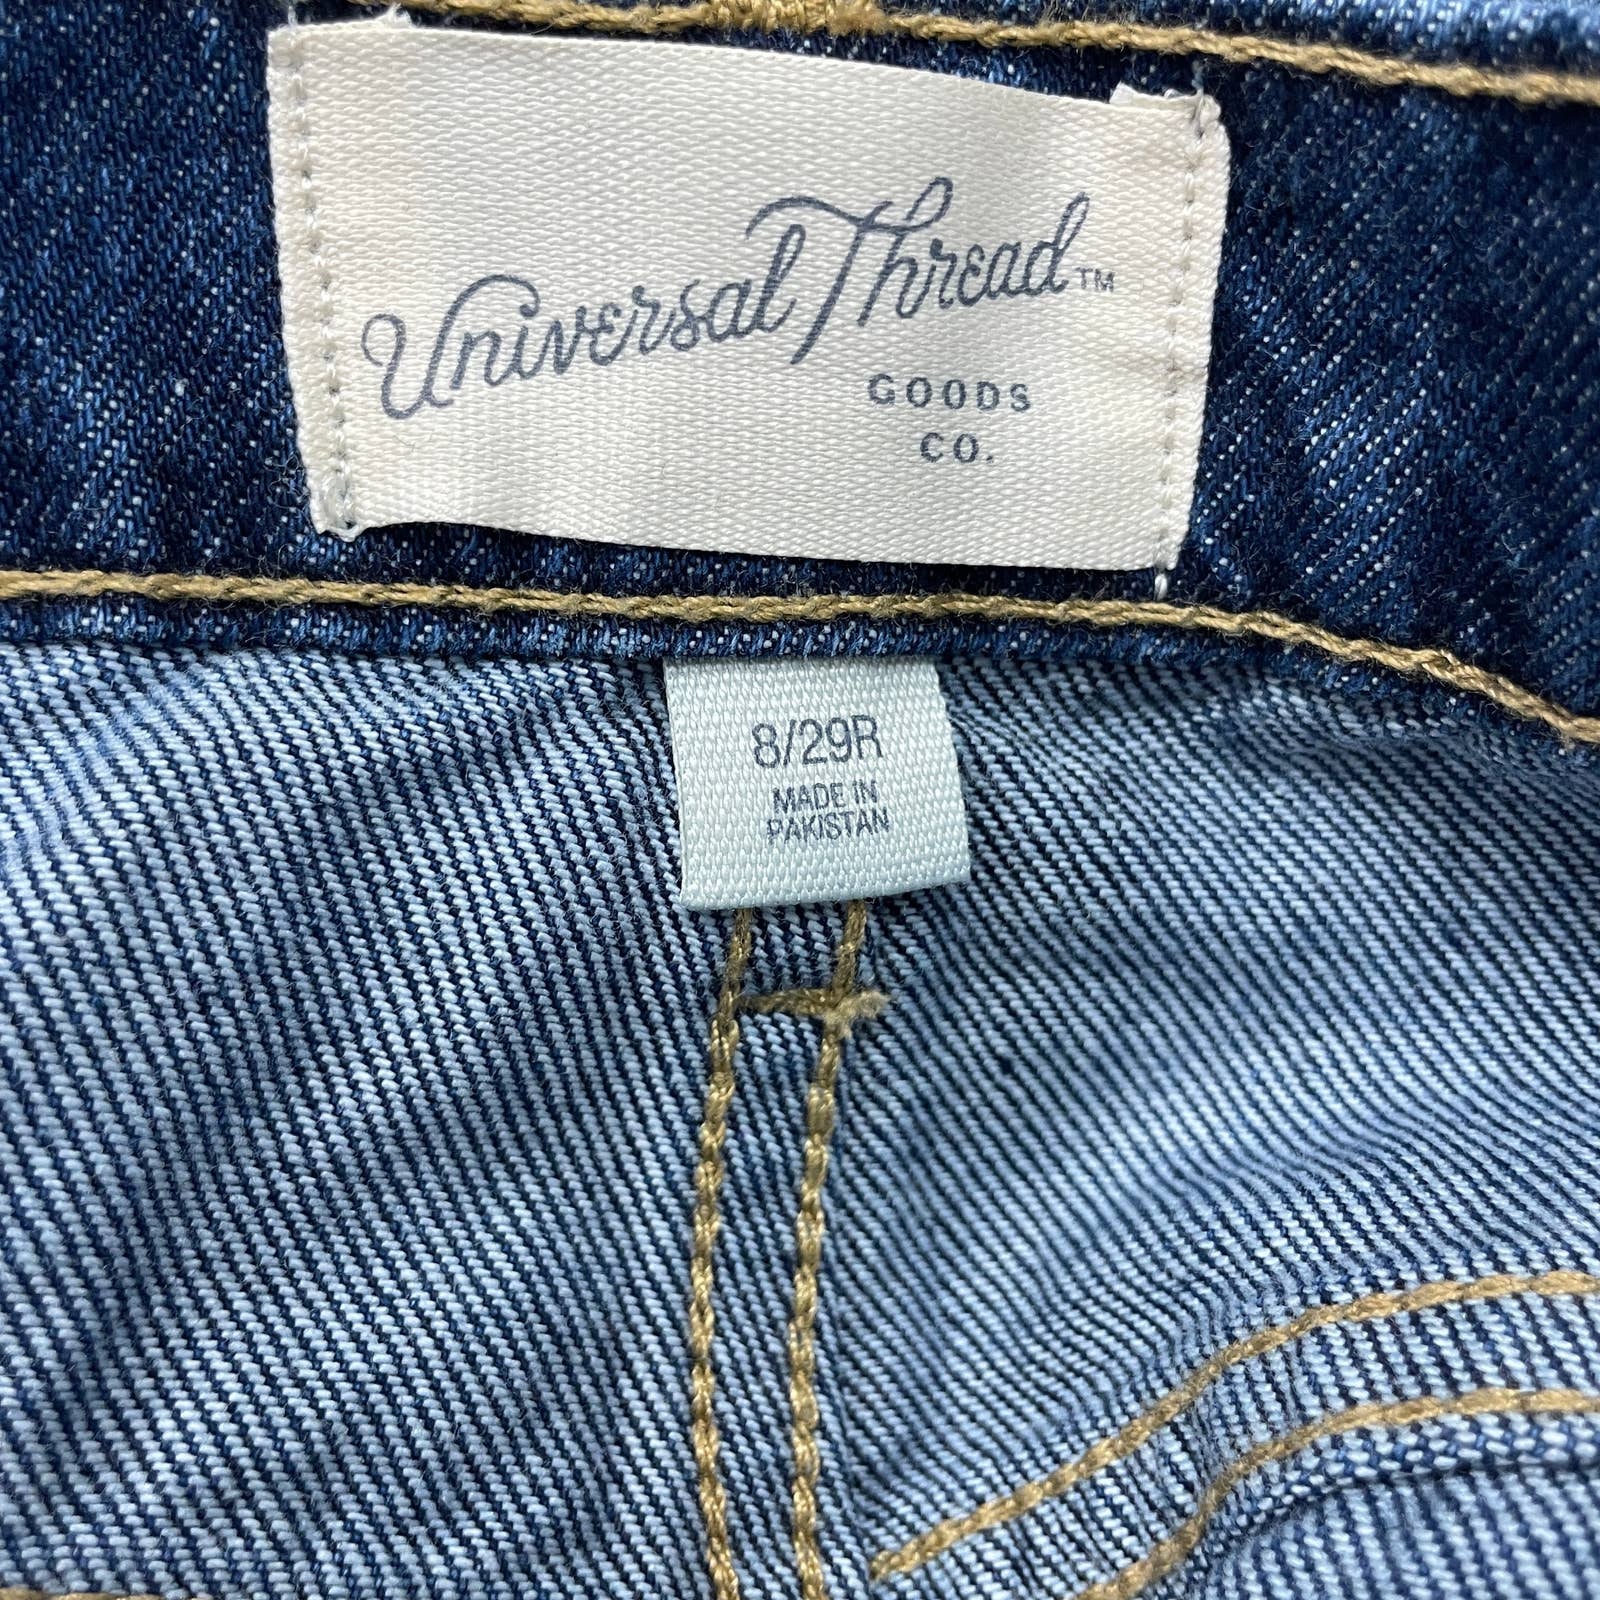 Universal Thread™
GOODS
CO.
8/29R
MADE IN
PAKISTAN